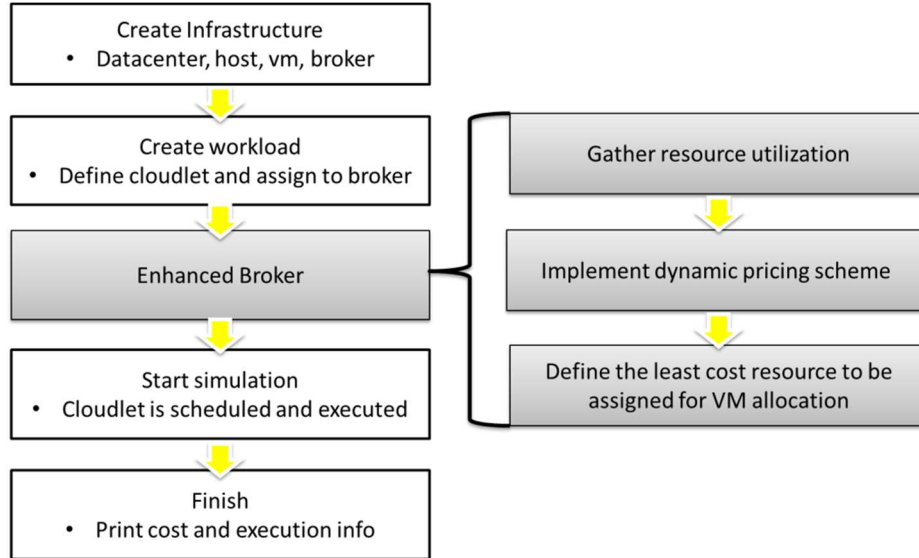 Create Infrastructure
• Datacenter, host, vm, broker
Create workload
• Define cloudlet and assign to broker
Enhanced Broker
Start simulation
• Cloudlet is scheduled and executed
Finish
• Print cost and execution info
Gather resource utilization
Implement dynamic pricing scheme
Define the least cost resource to be
assigned for VM allocation